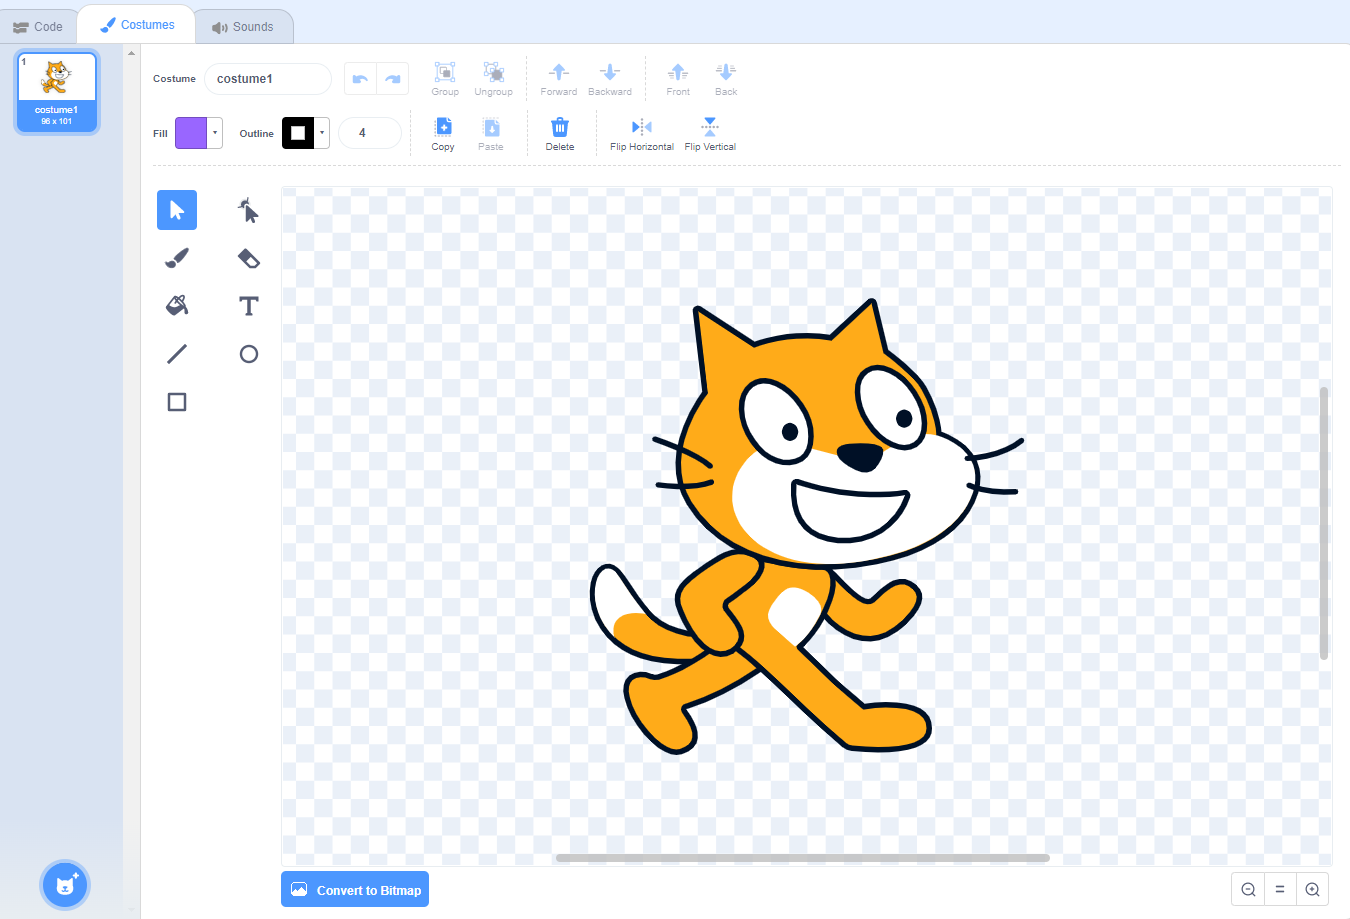 Code
Costumes
Sounds
1
costume1
96 x 101
Costume
costume1
Group
Ungroup
Forward
Backward
Front
Back
Fill
Outline
4
Copy
Paste
Delete
Flip Horizontal
Flip Vertical
T
Convert to Bitmap